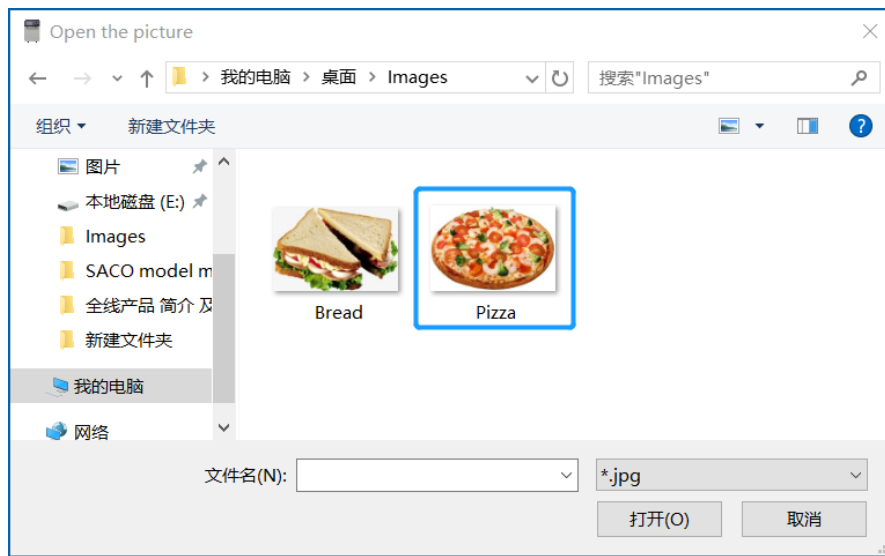 Open the picture
我的电脑 桌面 Images
搜索"Images"
组织 新建文件夹
?
图片
本地磁盘 (E:)
Images
SACO model m
全线产品 简介 及
新建文件夹
我的电脑
网络
Bread
Pizza
文件名(N):
*.jpg
打开(O)
取消